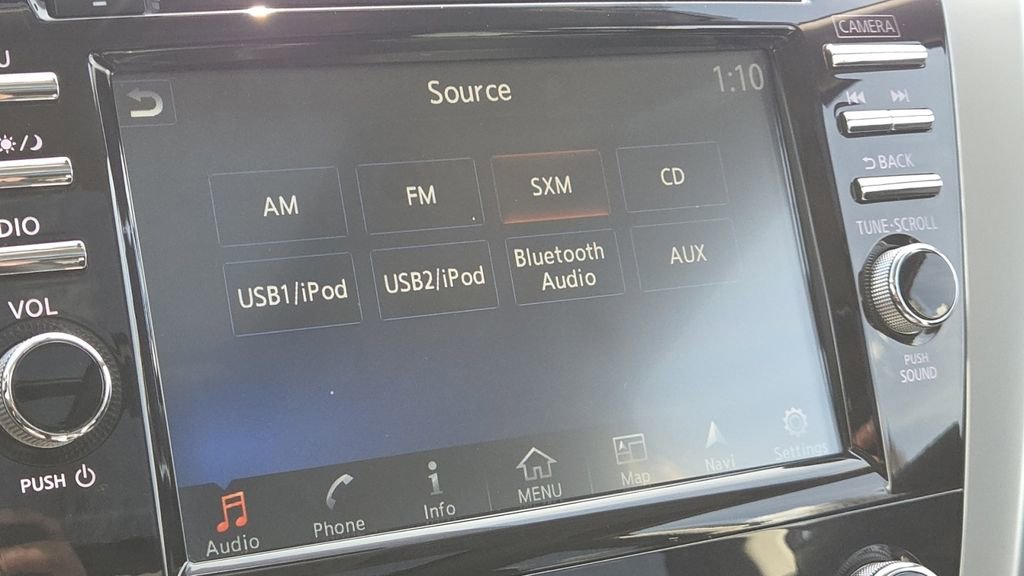 CAMERA
Source
1:10
AM
FM
SXM
CD
USB1/iPod
USB2/iPod
Bluetooth
Audio
AUX
BACK
TUNE·SCROLL
PUSH
SOUND
VOL
PUSH
Audio
Phone
Info
MENU
Map
Navi
Settings